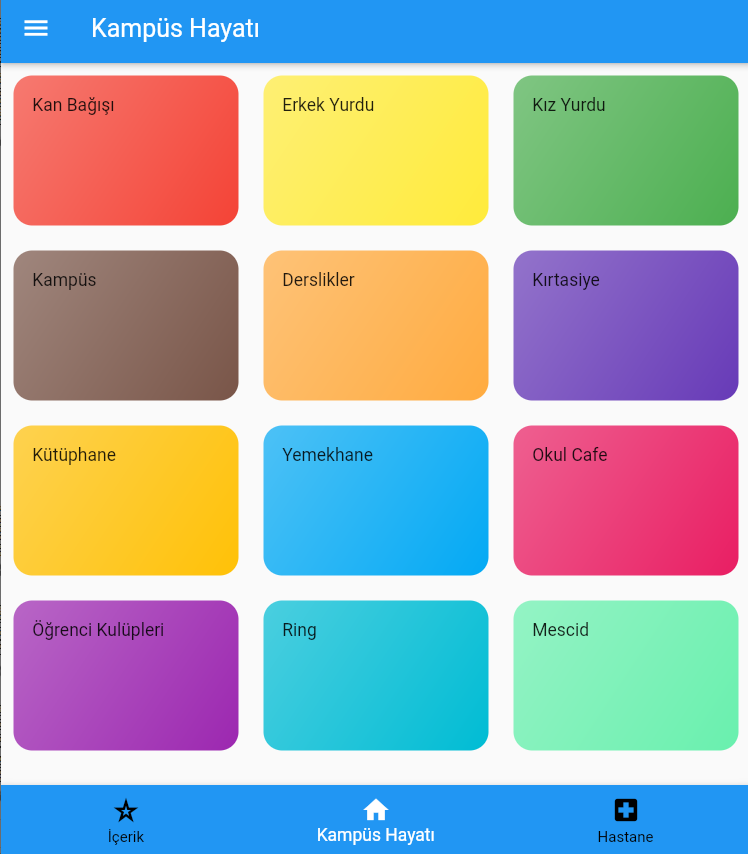 Kampüs Hayatı
Kan Bağışı
Erkek Yurdu
Kız Yurdu
Kampüs
Derslikler
Kırtasiye
Kütüphane
Yemekhane
Okul Cafe
Öğrenci Kulüpleri
Ring
Mescid
İçerik
Kampüs Hayatı
Hastane